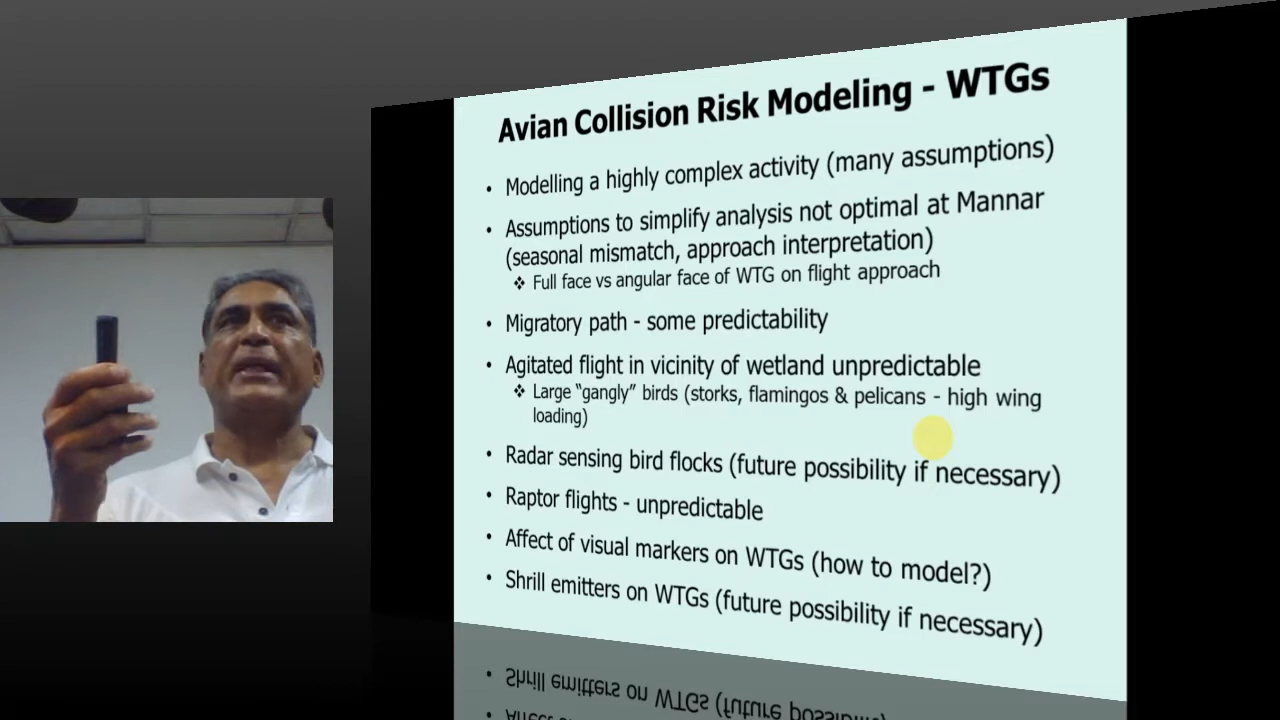 Avian Collision Risk Modeling - WTGs
• Modelling a highly complex activity (many assumptions)
• Assumptions to simplify analysis not optimal at Mannar
(seasonal mismatch, approach interpretation)
❖ Full face vs angular face of WTG on flight approach
• Migratory path - some predictability
• Agitated flight in vicinity of wetland unpredictable
❖ Large “gangly” birds (storks, flamingos & pelicans - high wing
loading)
• Radar sensing bird flocks (future possibility if necessary)
• Raptor flights - unpredictable
• Affect of visual markers on WTGs (how to model?)
• Shrill emitters on WTGs (future possibility if necessary)